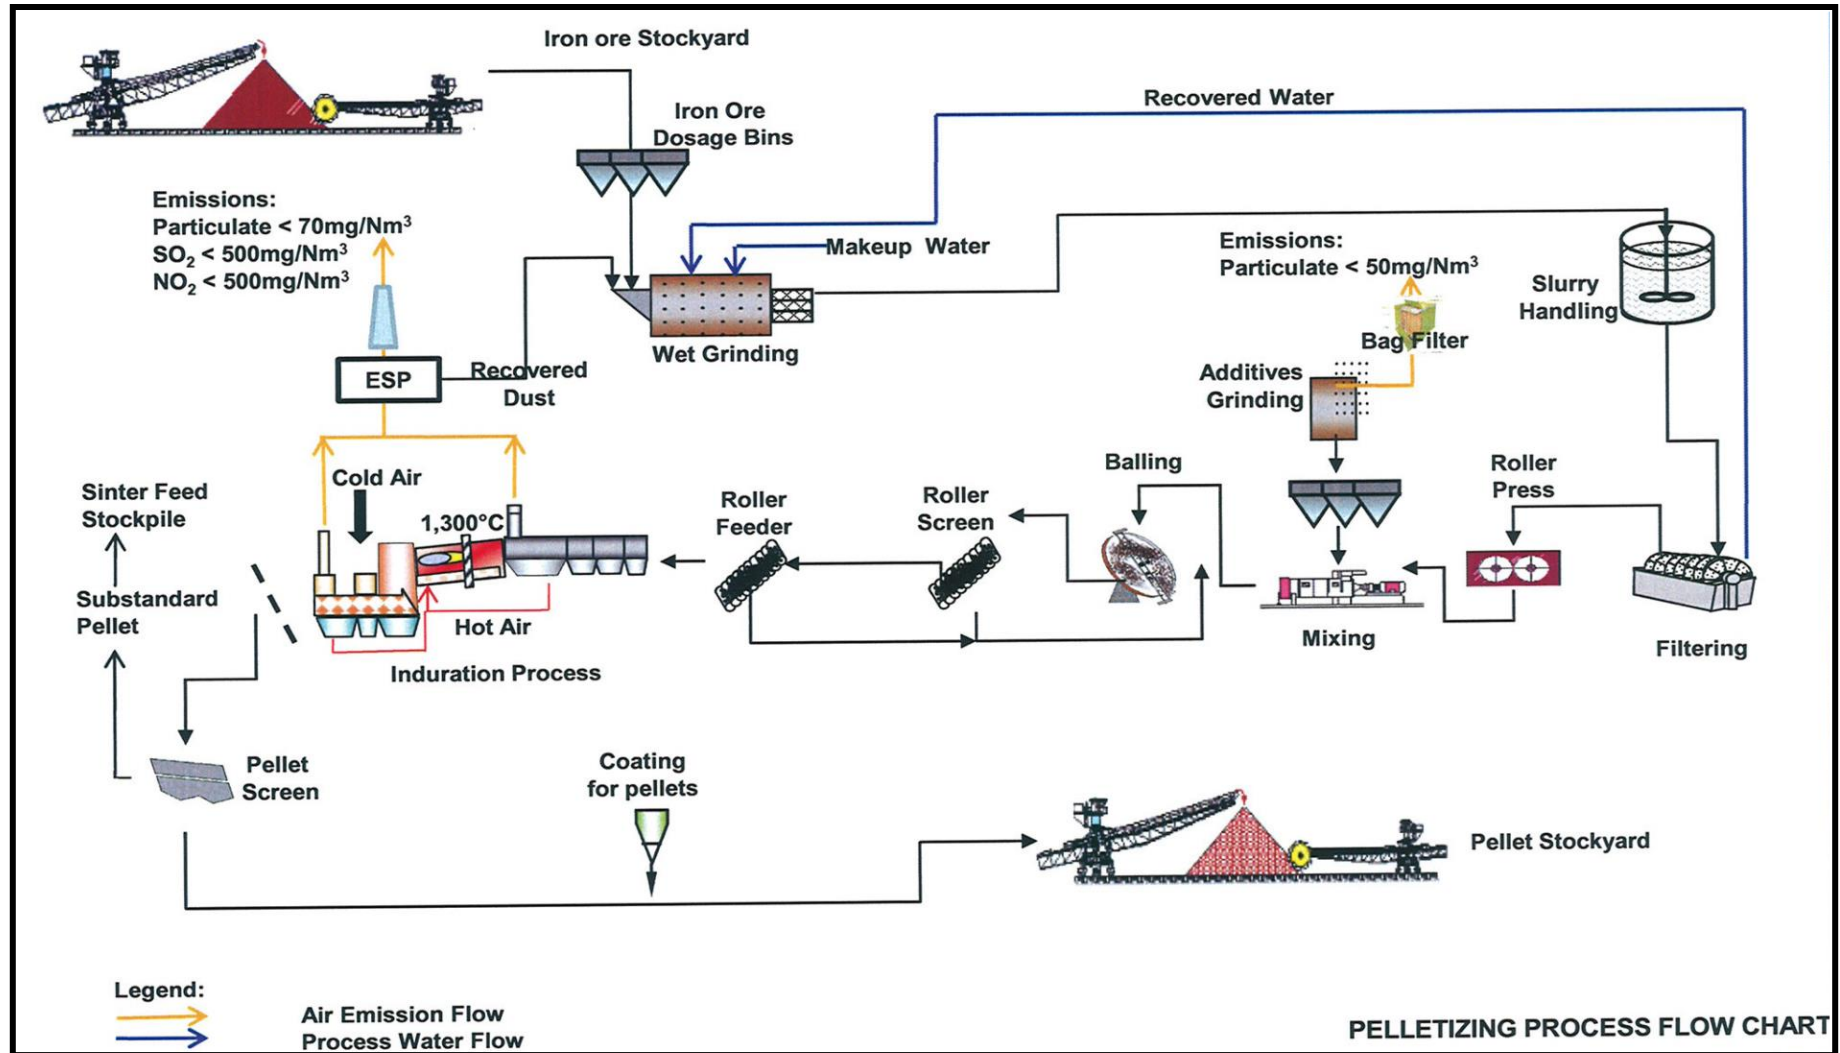 Iron ore Stockyard
Iron Ore
Dosage Bins
Recovered Water
Emissions:
Particulate < 70mg/Nm³
SO₂ < 500mg/Nm³
NO₂ < 500mg/Nm³
Makeup Water
Emissions:
Particulate < 50mg/Nm³
Slurry
Handling
Wet Grinding
Bag Filter
ESP
Recovered
Dust
Additives
Grinding
Cold Air
Balling
Roller
Press
Sinter Feed
Stockpile
1,300°C
Roller
Feeder
Roller
Screen
Substandard
Pellet
Hot Air
Mixing
Filtering
Induration Process
Pellet
Screen
Coating
for pellets
Pellet Stockyard
Legend:
Air Emission Flow
Process Water Flow
PELLETIZING PROCESS FLOW CHART